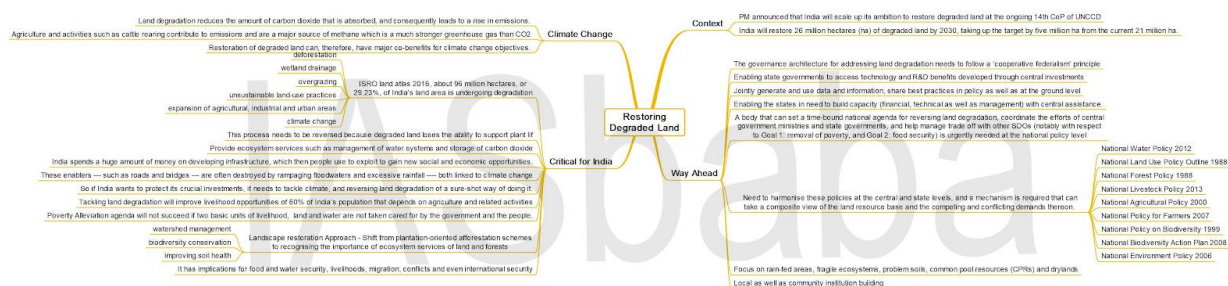 Restoring
Degraded Land
Context
PM announced that India will scale up its ambition to restore degraded land at the ongoing 14th CoP of UNCCD
India will restore 26 million hectares (ha) of degraded land by 2030, taking up the target by five million ha from the current 21 million ha.
Way Ahead
The governance architecture for addressing land degradation needs to follow a 'cooperative federalism' principle
Enabling state governments to access technology and R&D benefits developed through central investments
Jointly generate and use data and information, share best practices in policy as well as at the ground level
Enabling the states in need to build capacity (financial, technical as well as management) with central assistance
A body that can set a time-bound national agenda for reversing land degradation, coordinate the efforts of central
government ministries and state governments, and help manage trade off with other SDOs (notably with respect
to Goal 1: removal of poverty, and Goal 2: food security) is urgently needed at the national policy level
Need to harmonise these policies at the central and state levels, and a mechanism is required that can
take a composite view of the land resource base and the competing and conflicting demands thereon.
National Water Policy 2012
National Land Use Policy Outline 1988
National Forest Policy 1988
National Livestock Policy 2013
National Agricultural Policy 2000
National Policy for Farmers 2007
National Policy on Biodiversity 1999
National Biodiversity Action Plan 2008
National Environment Policy 2006
Focus on rain-fed areas, fragile ecosystems, problem soils, common pool resources (CPRs) and drylands
Local as well as community institution building
Climate Change
Land degradation reduces the amount of carbon dioxide that is absorbed, and consequently leads to a rise in emissions.
Agriculture and activities such as cattle rearing contribute to emissions and are a major source of methane which is a much stronger greenhouse gas than CO2
Restoration of degraded land can, therefore, have major co-benefits for climate change objectives.
Critical for India
ISRO land atlas 2016, about 96 million hectares, or
29.23%, of India's land area is undergoing degradation
deforestation
wetland drainage
overgrazing
unsustainable land-use practices
expansion of agricultural, industrial and urban areas
climate change
This process needs to be reversed because degraded land loses the ability to support plant lif
Provide ecosystem services such as management of water systems and storage of carbon dioxide
India spends a huge amount of money on developing infrastructure, which then people use to exploit to gain new social and economic opportunities.
These enablers — such as roads and bridges — are often destroyed by rampaging floodwaters and excessive rainfall ---- both linked to climate change
So if India wants to protect its crucial investments, it needs to tackle climate, and reversing land degradation of a sure-shot way of doing it.
Tackling land degradation will improve livelihood opportunities of 60% of India's population that depends on agriculture and related activities
Poverty Alleviation agenda will not succeed if two basic units of livelihood, land and water are not taken cared for by the government and the people.
Landscape restoration Approach - Shift from plantation-oriented afforestation schemes
to recognising the importance of ecosystem services of land and forests
watershed management
biodiversity conservation
improving soil health
It has implications for food and water security, livelihoods, migration, conflicts and even international security
IASbaba